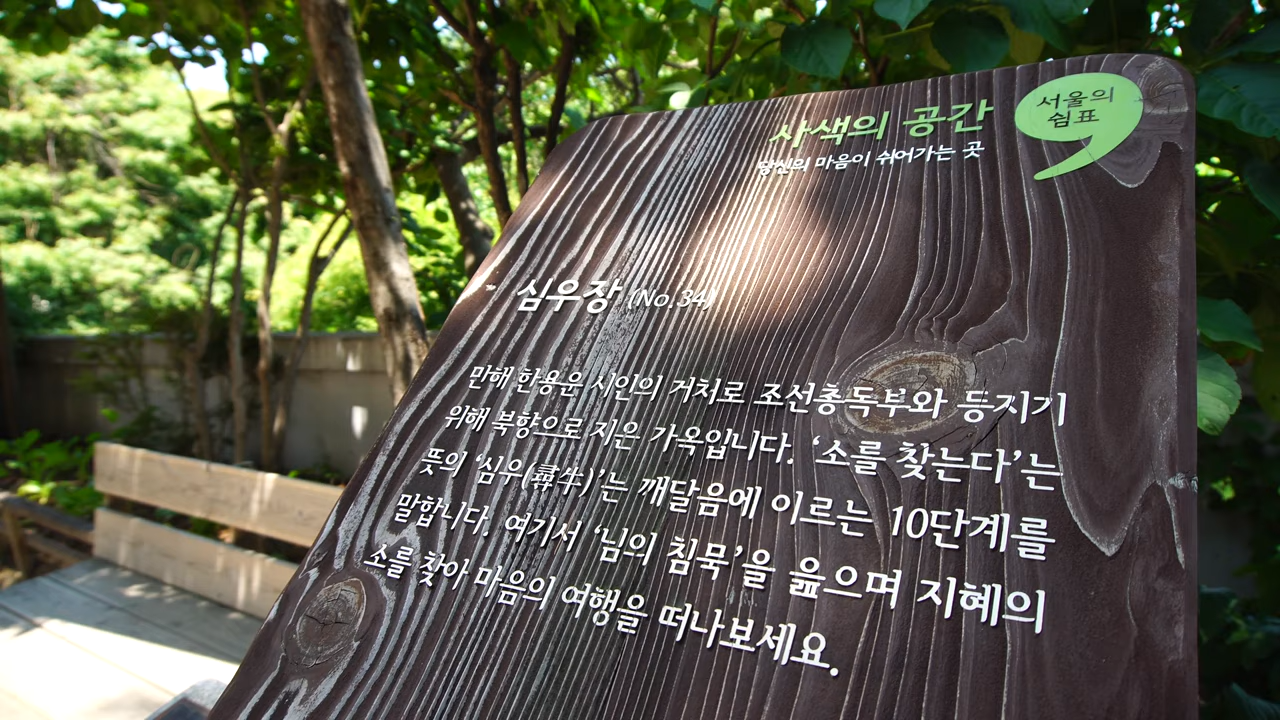 사색의 공간
당신의 마음이 쉬어가는 곳
서울의
쉼표
심우장 (No.34)
만해 한용운 시인의 거처로 조선총독부와 등지기
위해 북향으로 지은 가옥입니다. ‘소를 찾는다’는
뜻의 ‘심우(尋牛)’는 깨달음에 이르는 10단계를
말합니다. 여기서 ‘님의 침묵’을 읊으며 지혜의
소를 찾아 마음의 여행을 떠나보세요.